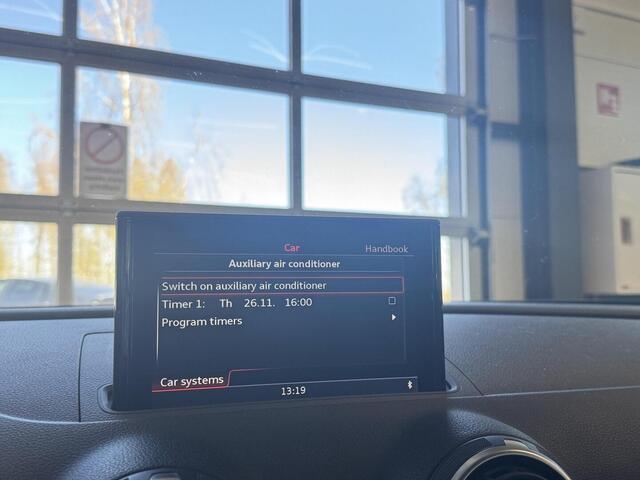 Car Handbook
Auxiliary air conditioner
Switch on auxiliary air conditioner
Timer 1: Th 26.11. 16:00
Program timers
Car systems
13:19